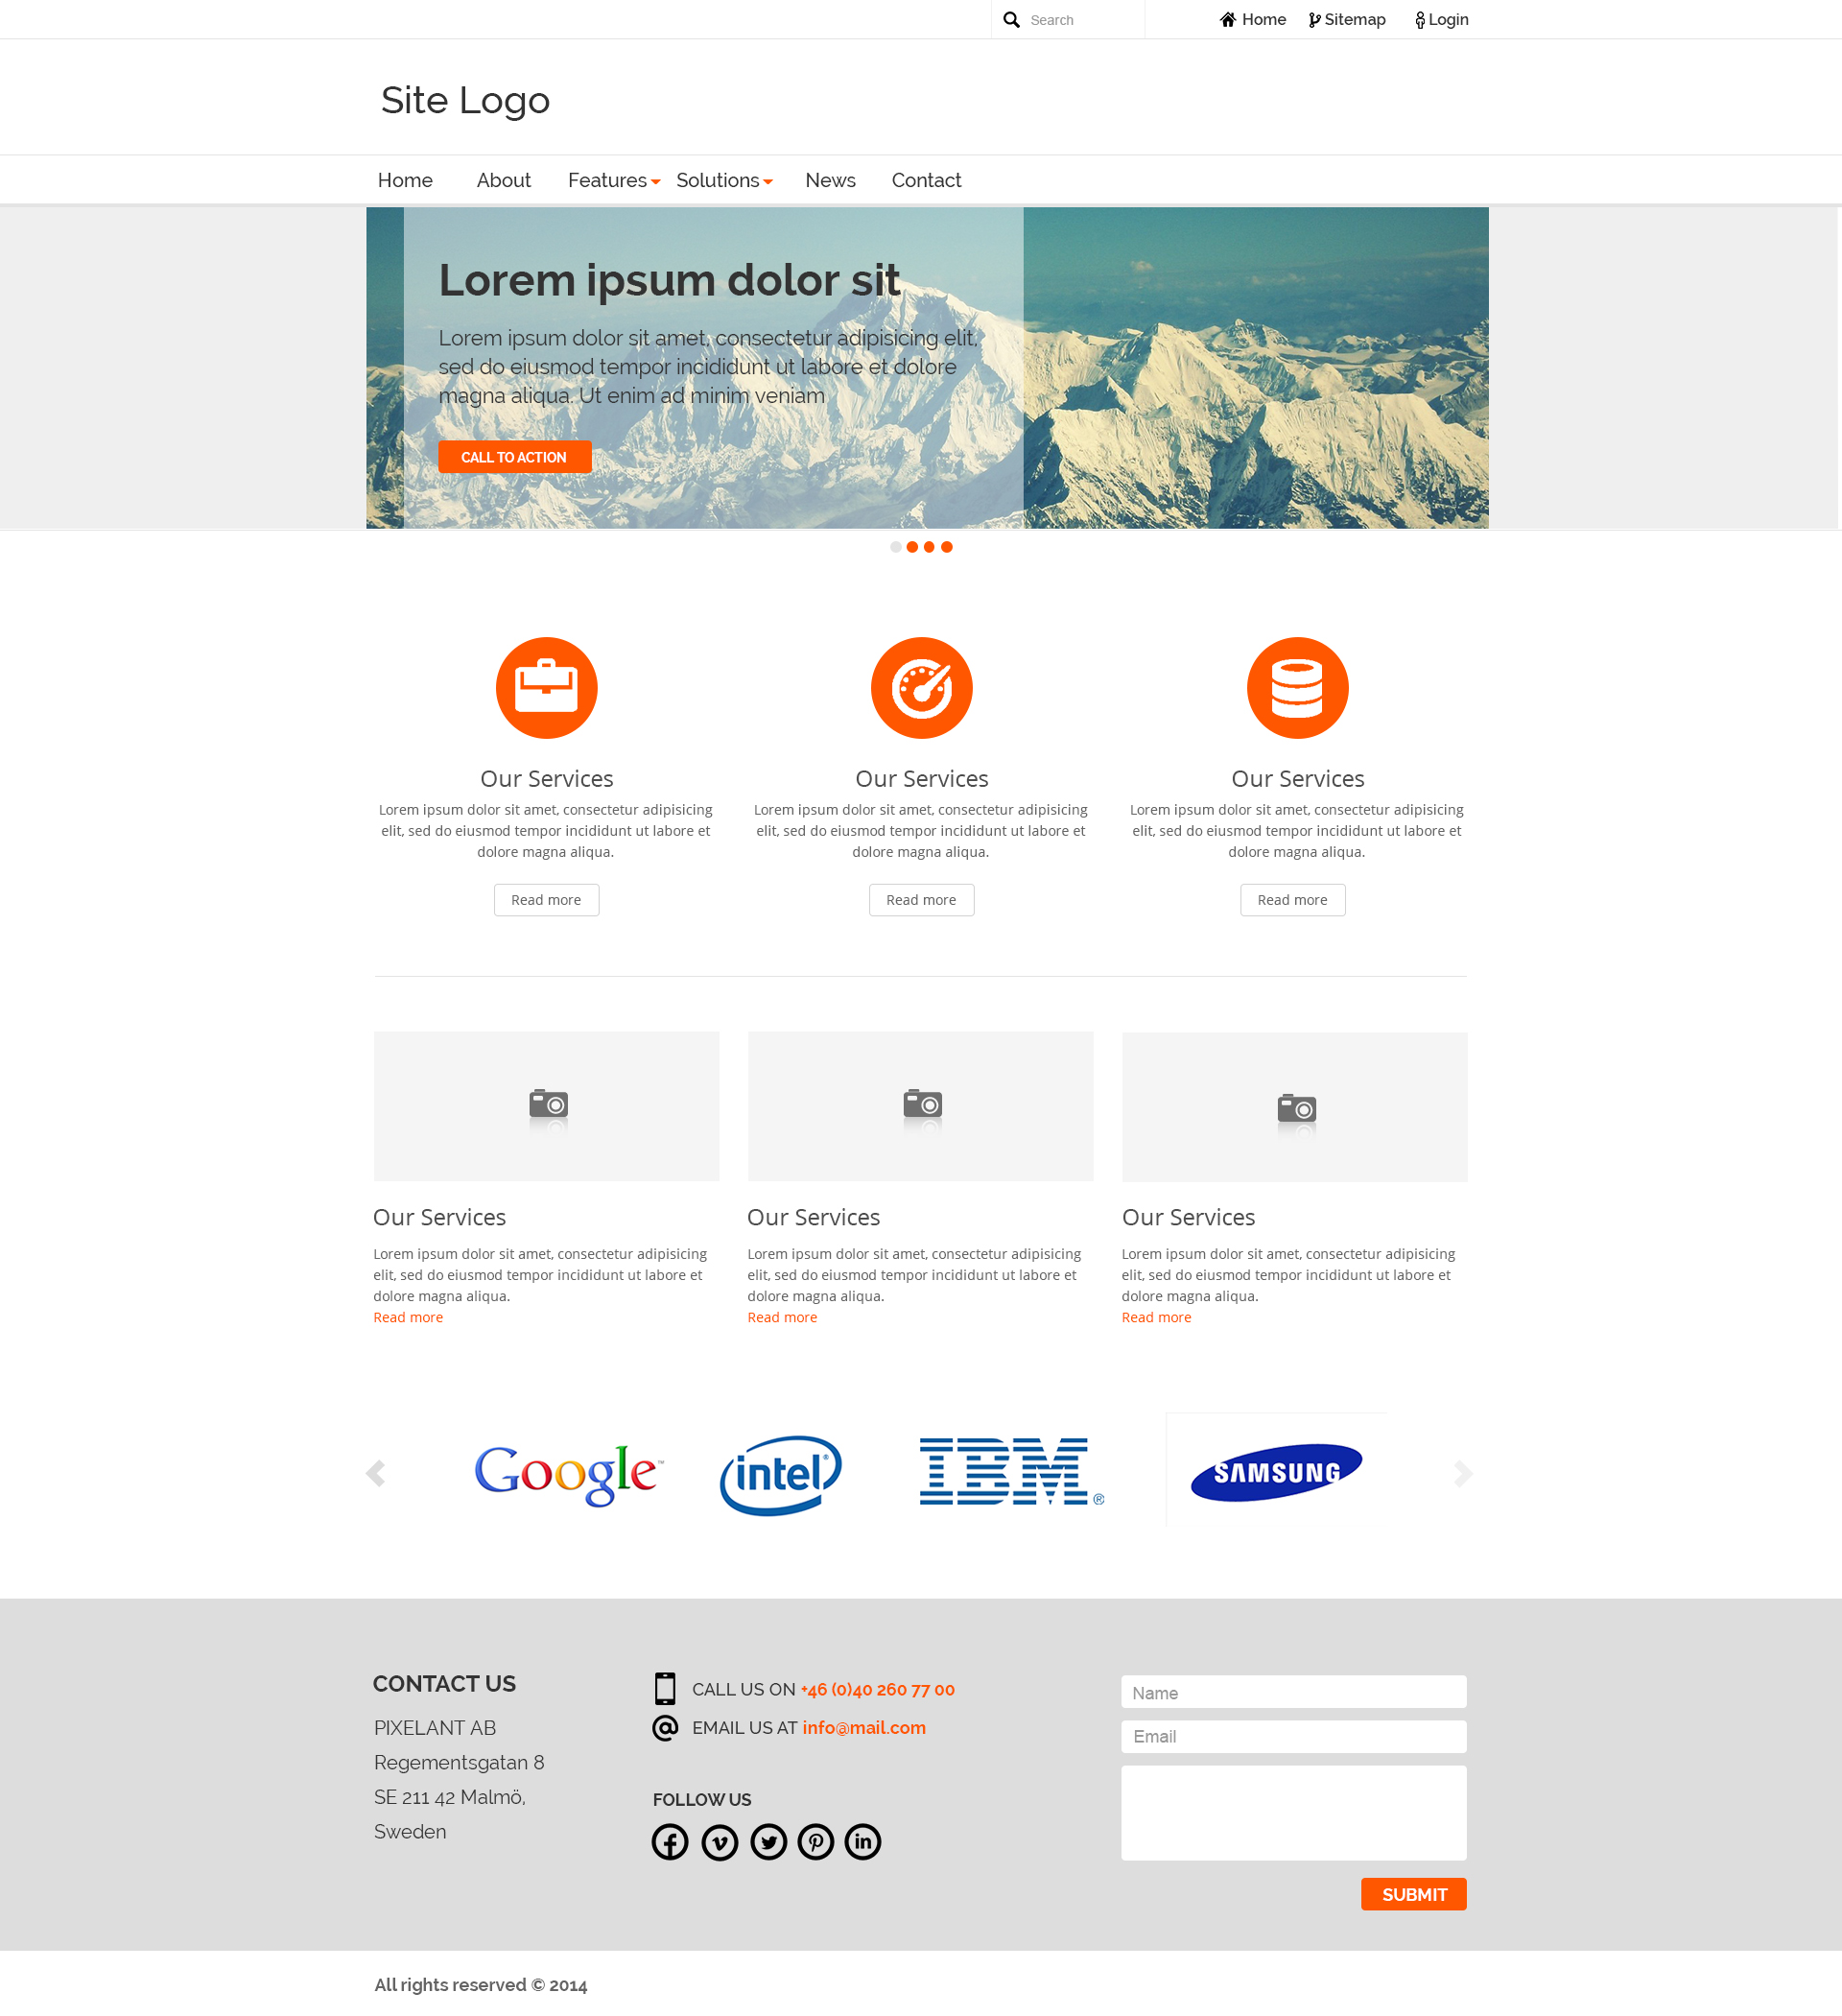 Search
Home
Sitemap
Login
Site Logo
Home
About
Features
Solutions
News
Contact
Lorem ipsum dolor sit
Lorem ipsum dolor sit amet, consectetur adipisicing elit,
sed do eiusmod tempor incididunt ut labore et dolore
magna aliqua. Ut enim ad minim veniam
CALL TO ACTION
Our Services
Lorem ipsum dolor sit amet, consectetur adipisicing
elit, sed do eiusmod tempor incididunt ut labore et
dolore magna aliqua.
Read more
Our Services
Lorem ipsum dolor sit amet, consectetur adipisicing
elit, sed do eiusmod tempor incididunt ut labore et
dolore magna aliqua.
Read more
Our Services
Lorem ipsum dolor sit amet, consectetur adipisicing
elit, sed do eiusmod tempor incididunt ut labore et
dolore magna aliqua.
Read more
Our Services
Lorem ipsum dolor sit amet, consectetur adipisicing
elit, sed do eiusmod tempor incididunt ut labore et
dolore magna aliqua.
Read more
Our Services
Lorem ipsum dolor sit amet, consectetur adipisicing
elit, sed do eiusmod tempor incididunt ut labore et
dolore magna aliqua.
Read more
Our Services
Lorem ipsum dolor sit amet, consectetur adipisicing
elit, sed do eiusmod tempor incididunt ut labore et
dolore magna aliqua.
Read more
Google™
intel®
IBM®
SAMSUNG
CONTACT US
PIXELANT AB
Regementsgatan 8
SE 211 42 Malmö,
Sweden
CALL US ON +46 (0)40 260 77 00
EMAIL US AT info@mail.com
FOLLOW US
Name
Email
SUBMIT
All rights reserved © 2014